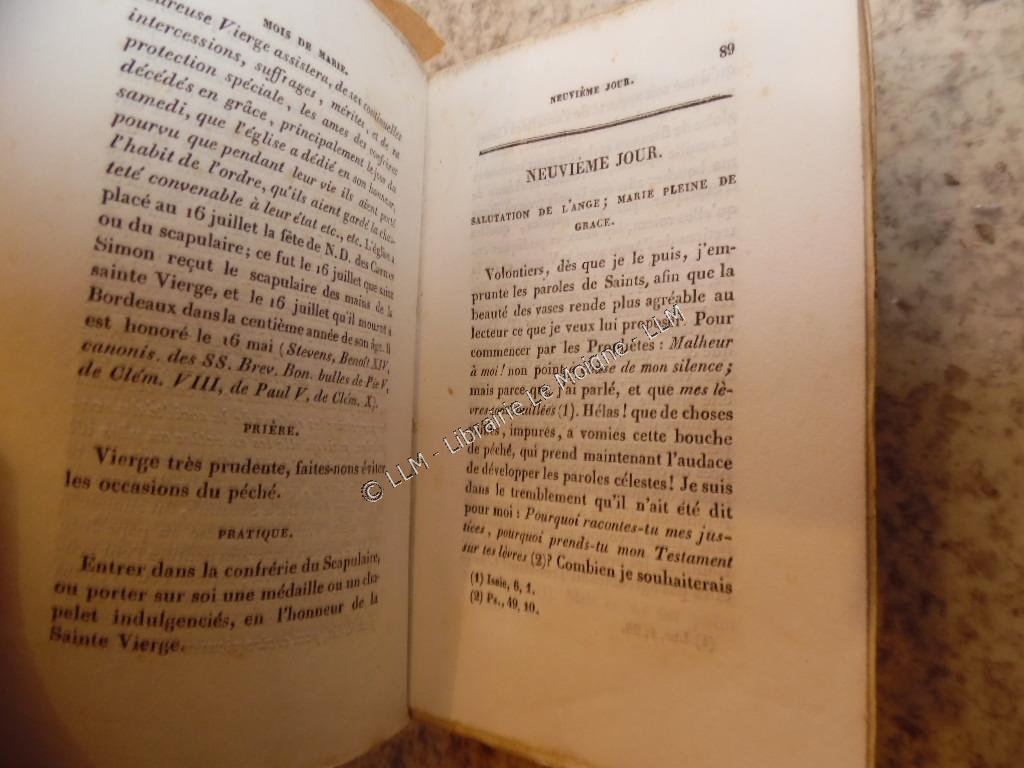 MOIS DE MARIE.
reuse Vierge assistera, de ses continuelles
intercessions, suffrages, mérites, et de sa
protection spéciale, les ames des confrères
décédés en grâce, principalement le jour du
samedi, que l'église a dédié en son honneur,
pourvu que pendant leur vie ils aient porté
l'habit de l'ordre, qu'ils aient gardé la chas-
teté convenable à leur état etc., etc. L'église a
placé au 16 juillet la fête de N.D. des Carmes
ou du scapulaire; ce fut le 16 juillet que saint
Simon reçut le scapulaire des mains de la
sainte Vierge, et le 16 juillet qu'il mourut à
Bordeaux dans la centième année de son âge. Il
est honoré le 16 mai (Stevens, Benoît XIV,
canonis. des SS. Brev. Bon. bulles de Pie V,
de Clém. VIII, de Paul V, de Clém. X).
PRIÈRE.
Vierge très prudente, faites-nous éviter
les occasions du péché.
PRATIQUE.
Entrer dans la confrérie du Scapulaire,
ou porter sur soi une médaille ou un cha-
pelet indulgenciés, en l'honneur de la
Sainte Vierge.
NEUVIÈME JOUR. 89
NEUVIÈME JOUR.
SALUTATION DE L'ANGE; MARIE PLEINE DE
GRACE.
Volontiers, dès que je le puis, j'em-
prunte les paroles de Saints, afin que la
beauté des vases rende plus agréable au
lecteur ce que je veux lui proposer. Pour
commencer par les Prophètes : Malheur
à moi! non point à cause de mon silence;
mais parce que j'ai parlé, et que mes lè-
vres sont souillées (1). Hélas! que de choses
impures, a vomies cette bouche
de péché, qui prend maintenant l'audace
de développer les paroles célestes! Je suis
dans le tremblement qu'il n'ait été dit
pour moi : Pourquoi racontes-tu mes jus-
tices, pourquoi prends-tu mon Testament
sur tes lèvres (2)? Combien je souhaiterais
(1) Isaïe, 6, 1.
(2) Ps., 49, 10.
© LLM - Librairie Le Moigne - LLM